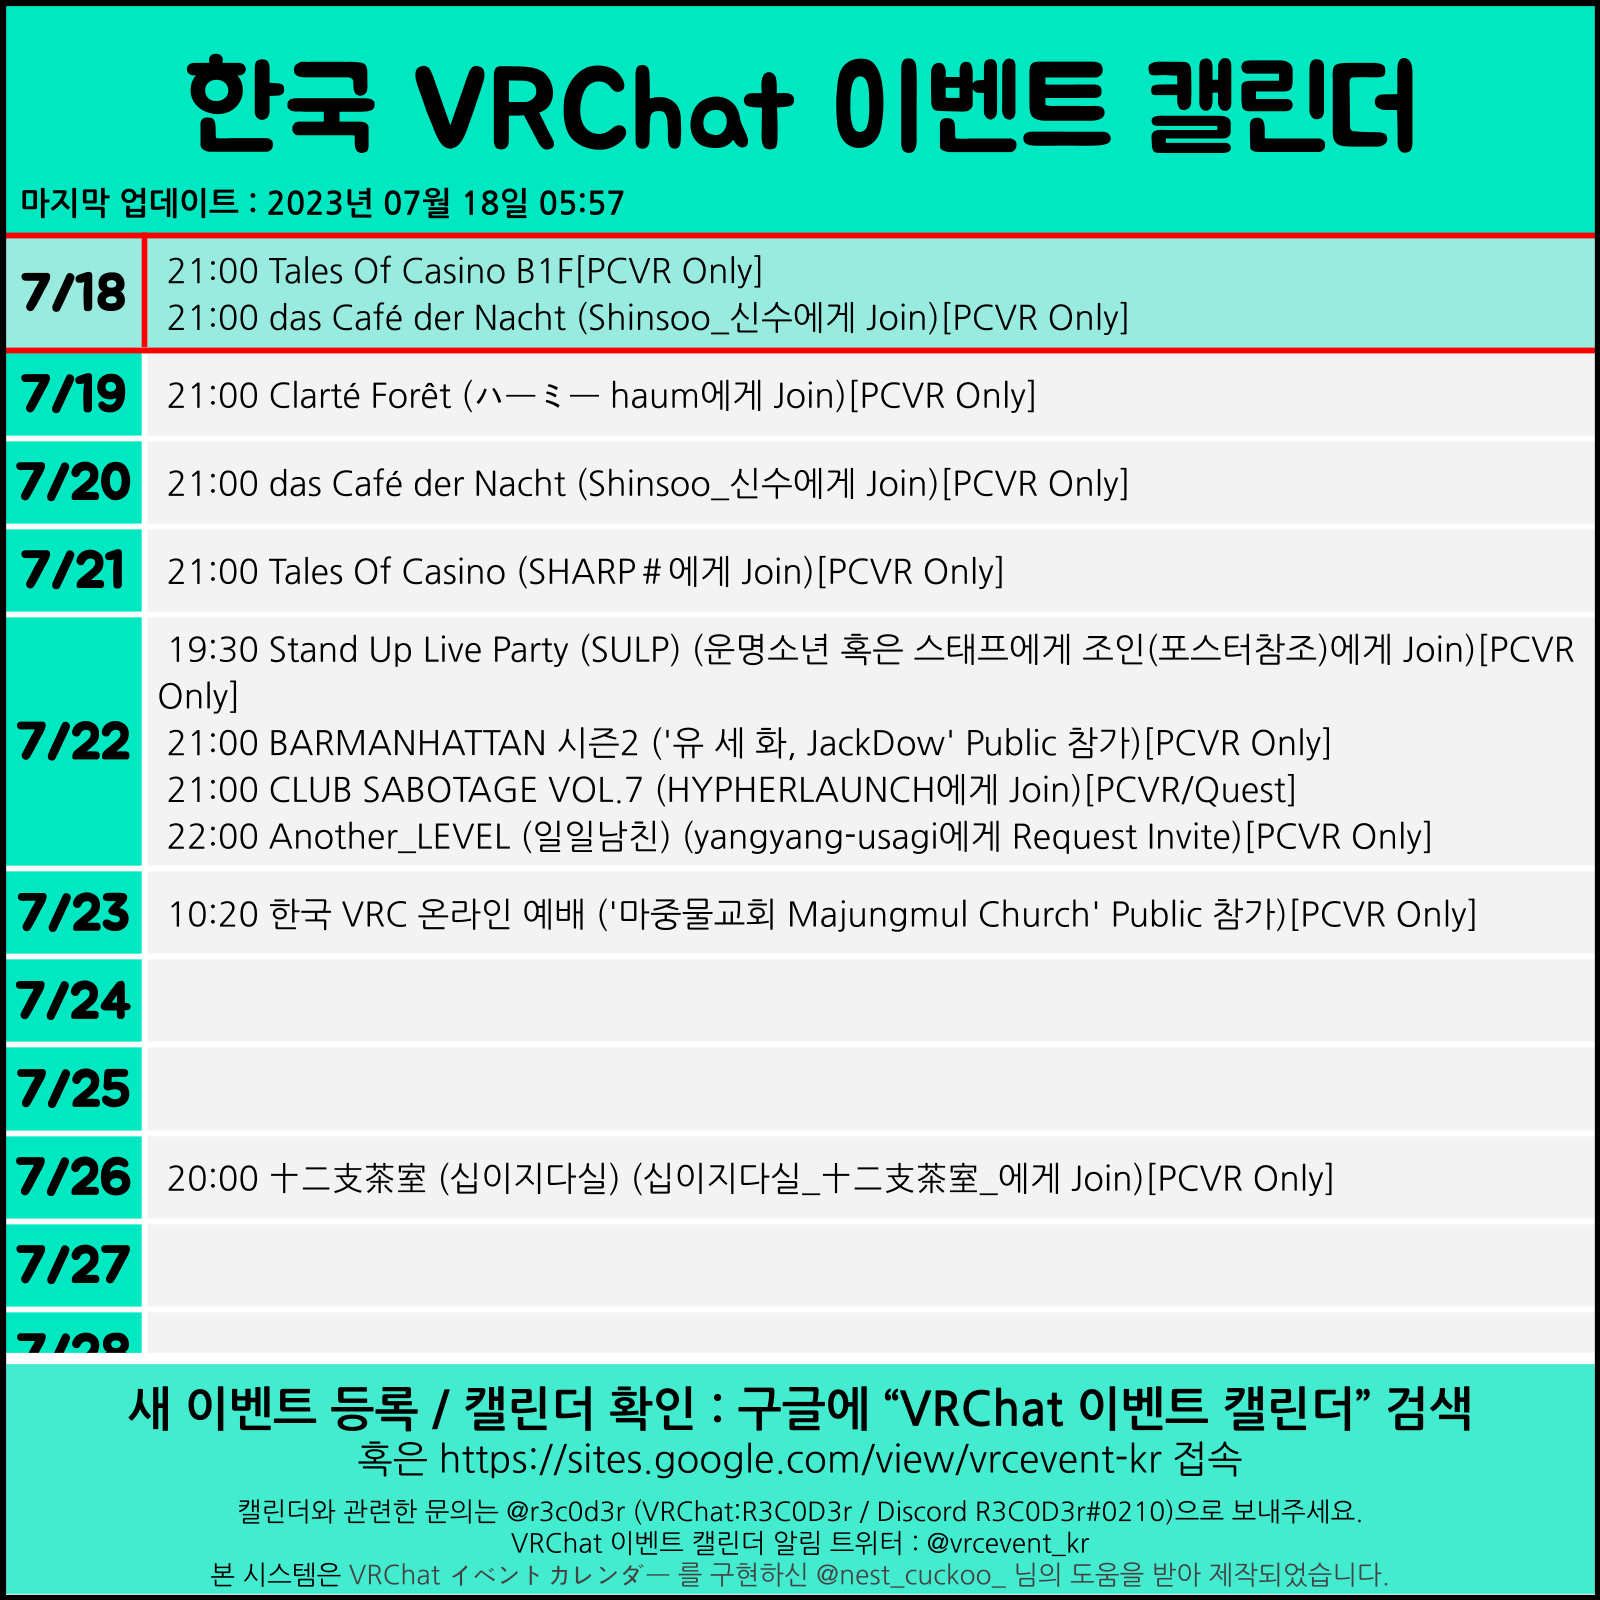 한국 VRChat 이벤트 캘린더
마지막 업데이트 : 2023년 07월 18일 05:57
7/18
21:00 Tales Of Casino B1F[PCVR Only]
21:00 das Café der Nacht (Shinsoo_신수에게 Join)[PCVR Only]
7/19
21:00 Clarté Forêt (ハーミー haum에게 Join)[PCVR Only]
7/20
21:00 das Café der Nacht (Shinsoo_신수에게 Join)[PCVR Only]
7/21
21:00 Tales Of Casino (SHARP＃에게 Join)[PCVR Only]
7/22
19:30 Stand Up Live Party (SULP) (운명소년 혹은 스태프에게 조인(포스터참조)에게 Join)[PCVR
Only]
21:00 BARMANHATTAN 시즌2 ('유 세 화, JackDow' Public 참가)[PCVR Only]
21:00 CLUB SABOTAGE VOL.7 (HYPHERLAUNCH에게 Join)[PCVR/Quest]
22:00 Another_LEVEL (일일남친) (yangyang-usagi에게 Request Invite)[PCVR Only]
7/23
10:20 한국 VRC 온라인 예배 ('마중물교회 Majungmul Church' Public 참가)[PCVR Only]
7/24
7/25
7/26
20:00 十二支茶室 (십이지다실) (십이지다실_十二支茶室_에게 Join)[PCVR Only]
7/27
7/28
새 이벤트 등록 / 캘린더 확인 : 구글에 “VRChat 이벤트 캘린더” 검색
혹은 https://sites.google.com/view/vrcevent-kr 접속
캘린더와 관련한 문의는 @r3c0d3r (VRChat:R3C0D3r / Discord R3C0D3r#0210)으로 보내주세요.
VRChat 이벤트 캘린더 알림 트위터 : @vrcevent_kr
본 시스템은 VRChat イベントカレンダー 를 구현하신 @nest_cuckoo_ 님의 도움을 받아 제작되었습니다.